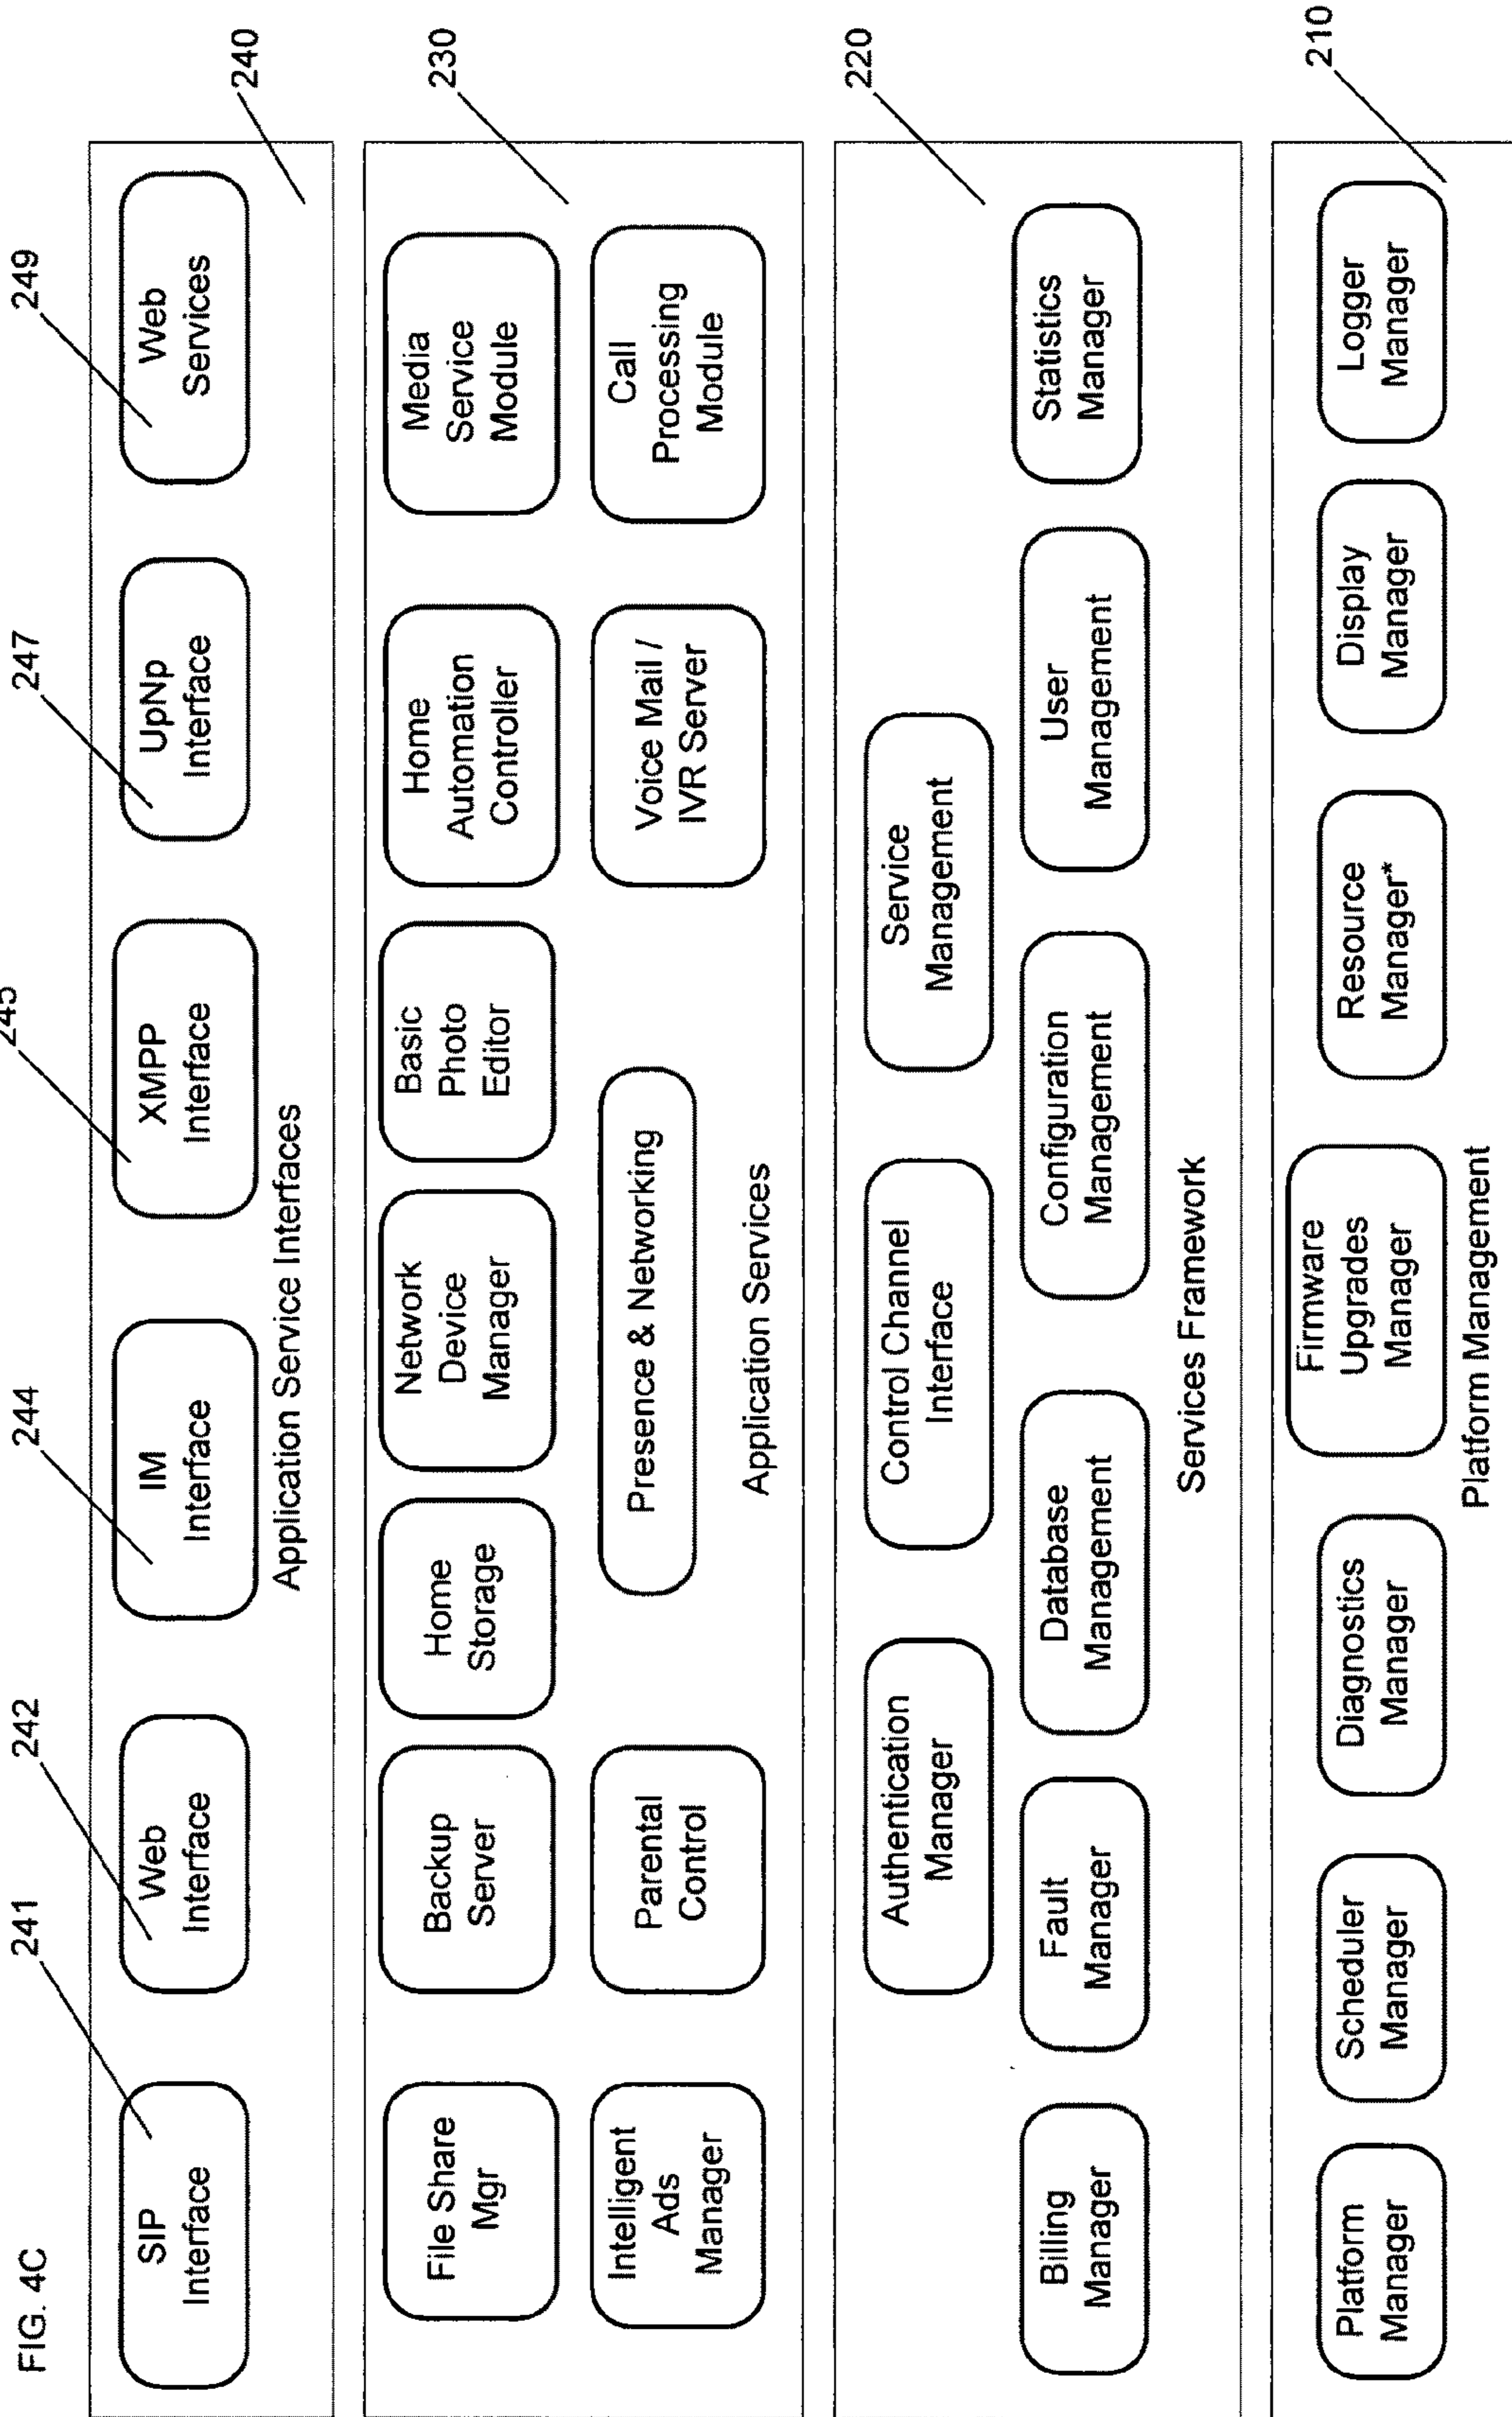 FIG. 4C
241
242
244
245
247
249
SIP
Interface
Web
Interface
IM
Interface
XMPP
Interface
UpNp
Interface
Web
Services
Application Service Interfaces
240
File Share
Mgr
Backup
Server
Home
Storage
Network
Device
Manager
Basic
Photo
Editor
Home
Automation
Controller
Media
Service
Module
230
Intelligent
Ads
Manager
Parental
Control
Presence & Networking
Voice Mail /
IVR Server
Call
Processing
Module
Application Services
Authentication
Manager
Control Channel
Interface
Service
Management
220
Billing
Manager
Fault
Manager
Database
Management
Configuration
Management
User
Management
Statistics
Manager
Services Framework
Platform
Manager
Scheduler
Manager
Diagnostics
Manager
Firmware
Upgrades
Manager
Resource
Manager*
Display
Manager
Logger
Manager
210
Platform Management